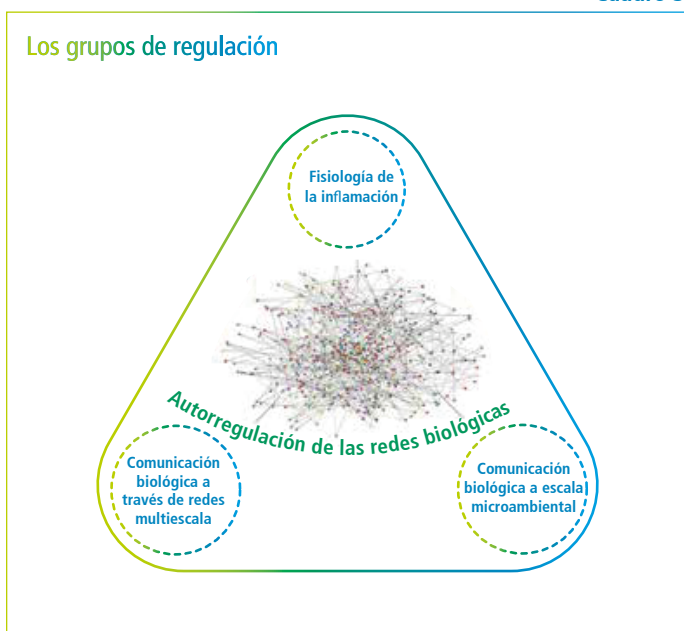 Los grupos de regulación
Fisiología de
la inflamación
Autorregulación de las redes biológicas
Comunicación
biológica a
través de redes
multiescala
Comunicación
biológica a escala
microambiental